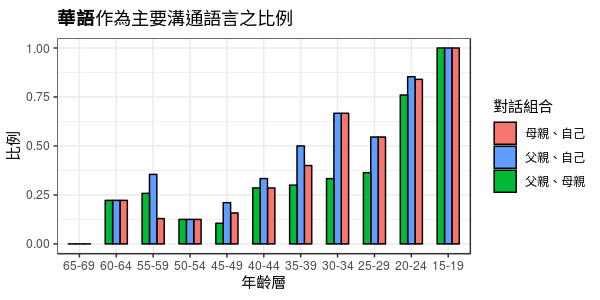 華語作為主要溝通語言之比例
比例
1.00
0.75
0.50
0.25
0.00
65-69 60-64 55-59 50-54 45-49 40-44 35-39 30-34 25-29 20-24 15-19
年齡層
對話組合
母親、自己
父親、自己
父親、母親